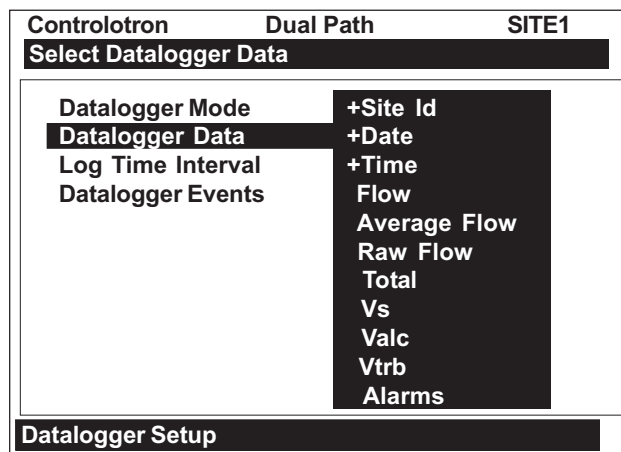 Controlotron Dual Path SITE1
Select Datalogger Data
Datalogger Mode +Site Id
Datalogger Data +Date
Log Time Interval +Time
Datalogger Events Flow
Average Flow
Raw Flow
Total
Vs
Valc
Vtrb
Alarms
Datalogger Setup